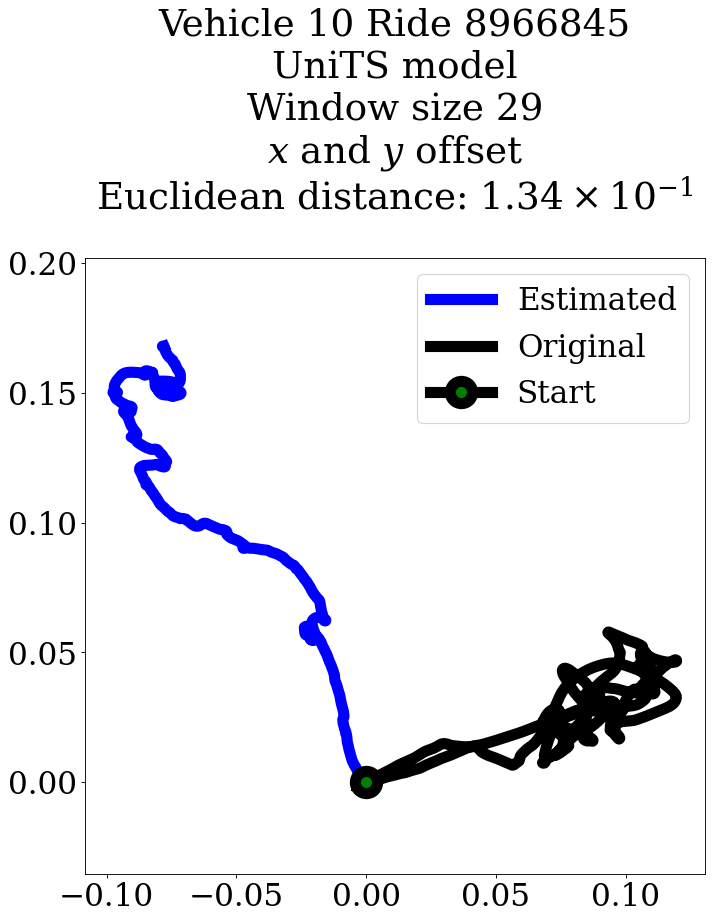 Vehicle 10 Ride 8966845
UniTS model
Window size 29
x and y offset
Euclidean distance: 1.34 × 10⁻¹
Estimated
Original
Start
0.20
0.15
0.10
0.05
0.00
−0.10 −0.05 0.00 0.05 0.10